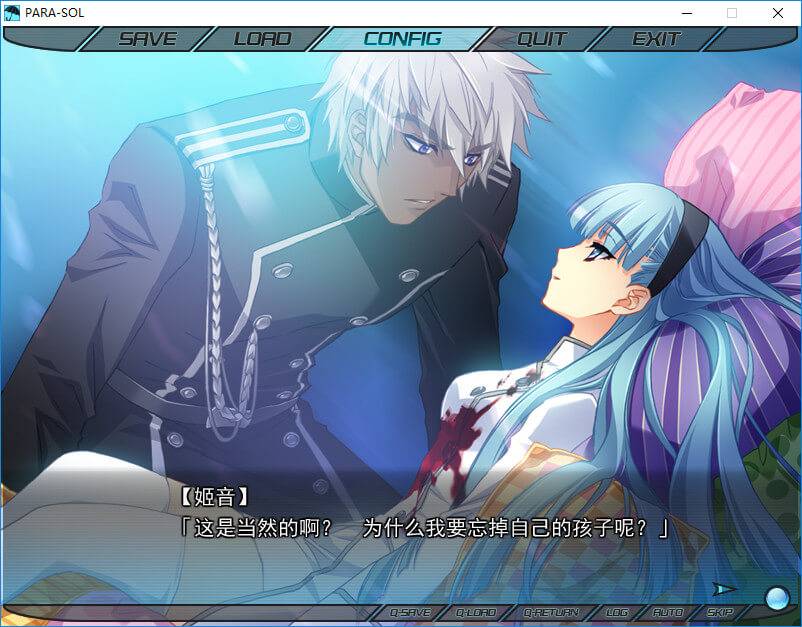 PARA-SOL
SAVE LOAD CONFIG QUIT EXIT
【姬音】
「这是当然的啊？　为什么我要忘掉自己的孩子呢？」
Q-SAVE Q-LOAD Q-RETURN LOG AUTO SKIP